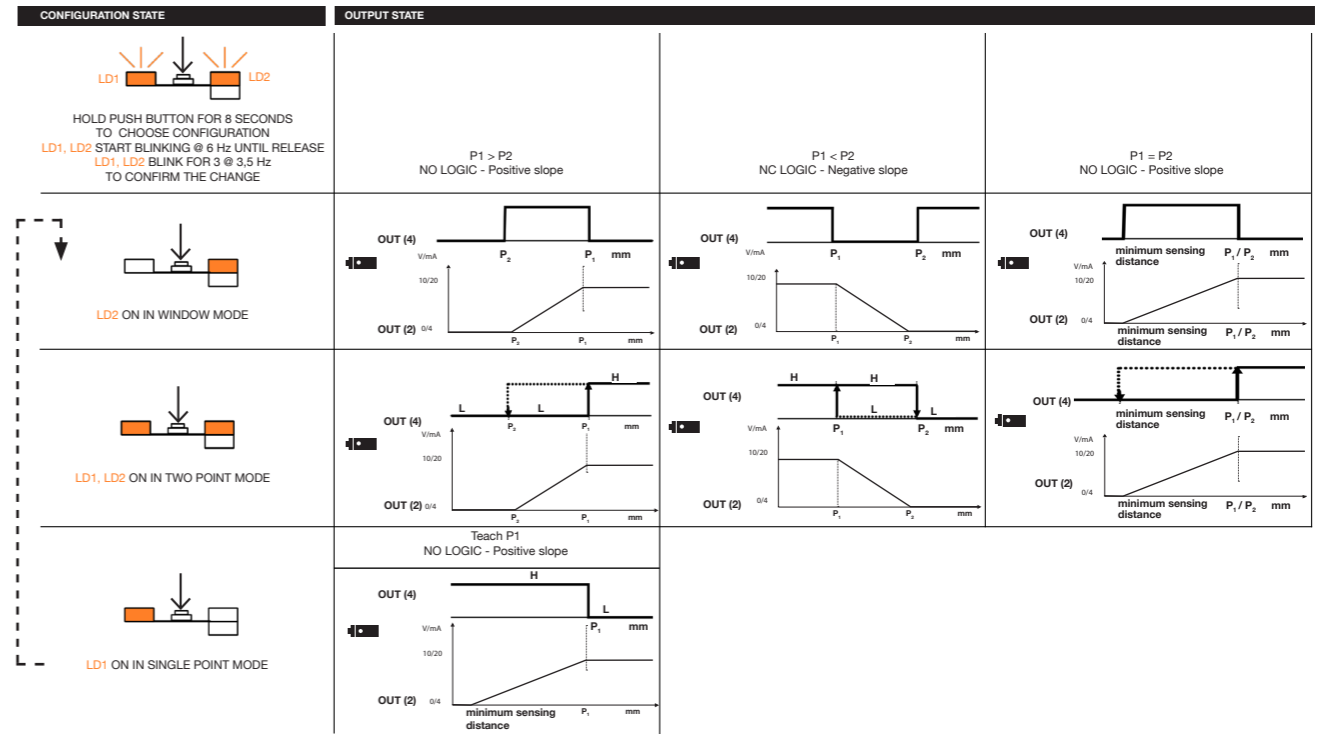 CONFIGURATION STATE
OUTPUT STATE
LD1
LD2
HOLD PUSH BUTTON FOR 8 SECONDS
TO CHOOSE CONFIGURATION
LD1, LD2 START BLINKING @ 6 Hz UNTIL RELEASE
LD1, LD2 BLINK FOR 3 @ 3,5 Hz
TO CONFIRM THE CHANGE
P1 > P2
NO LOGIC - Positive slope
P1 < P2
NC LOGIC - Negative slope
P1 = P2
NO LOGIC - Positive slope
LD2 ON IN WINDOW MODE
OUT (4)
P2 P1 mm
V/mA
10/20
OUT (2) 0/4
P2 P1 mm
OUT (4)
P1 P2 mm
V/mA
10/20
OUT (2) 0/4
P1 P2 mm
OUT (4)
minimum sensing
distance
P1 / P2 mm
V/mA
10/20
OUT (2) 0/4
minimum sensing
distance
P1 / P2 mm
LD1, LD2 ON IN TWO POINT MODE
H
L L
OUT (4)
P2 P1 mm
V/mA
10/20
OUT (2) 0/4
P2 P1 mm
H H
OUT (4)
L L
P1 P2 mm
V/mA
10/20
OUT (2) 0/4
P1 P2 mm
OUT (4)
minimum sensing
distance
P1 / P2 mm
V/mA
10/20
OUT (2) 0/4
minimum sensing
distance
P1 / P2 mm
LD1 ON IN SINGLE POINT MODE
Teach P1
NO LOGIC - Positive slope
H
OUT (4)
L
P1 mm
V/mA
10/20
OUT (2) 0/4
minimum sensing
distance
P1 mm